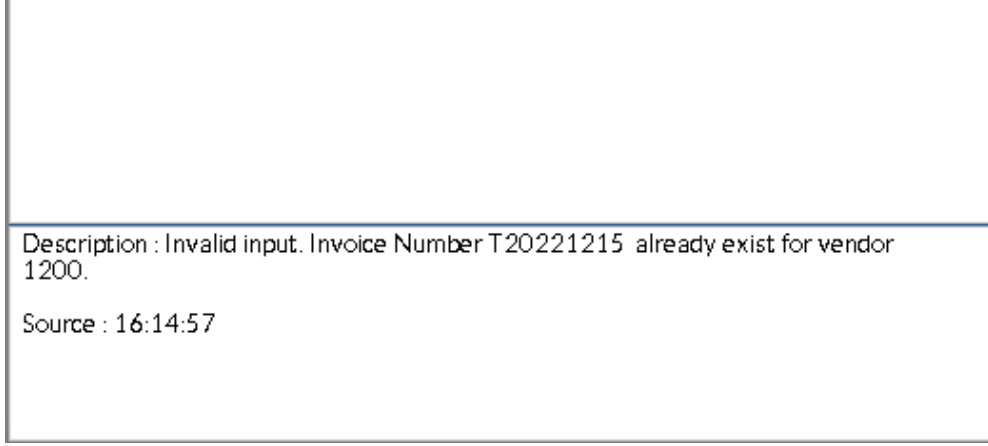 Description : Invalid input. Invoice Number T20221215  already exist for vendor
1200.
Source : 16:14:57